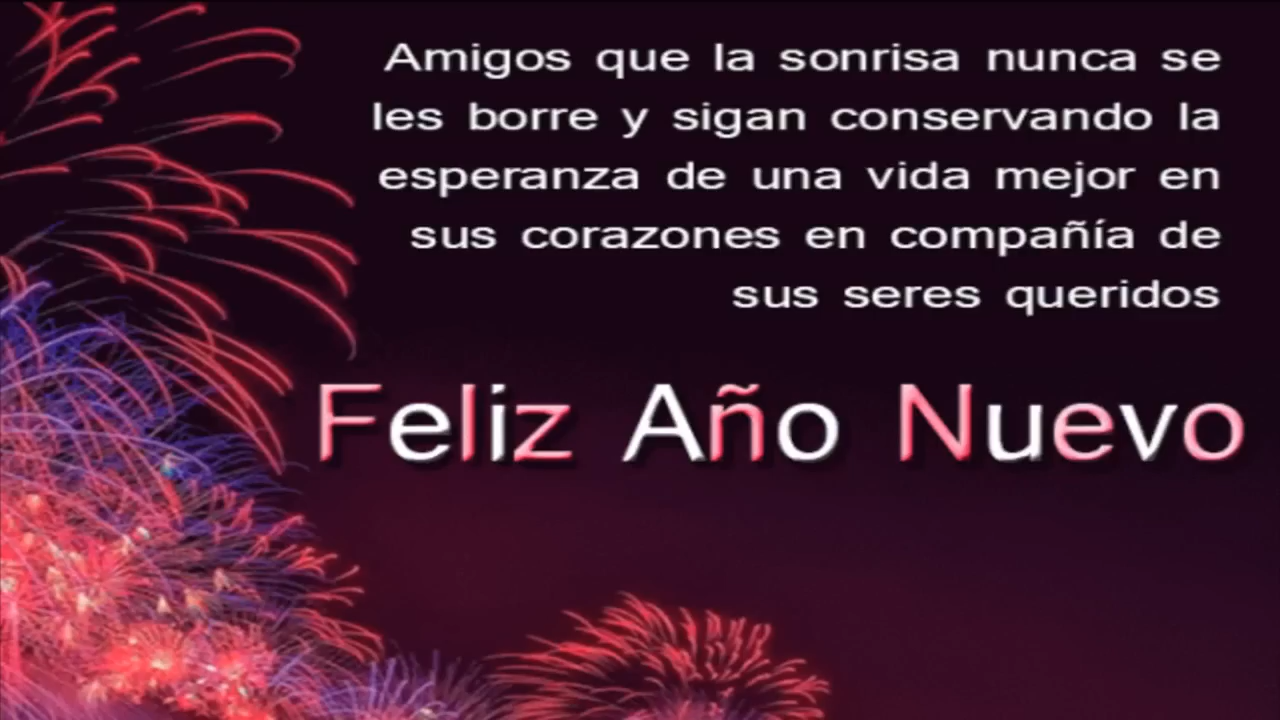 Amigos que la sonrisa nunca se
les borre y sigan conservando la
esperanza de una vida mejor en
sus corazones en compañía de
sus seres queridos
Feliz Año Nuevo